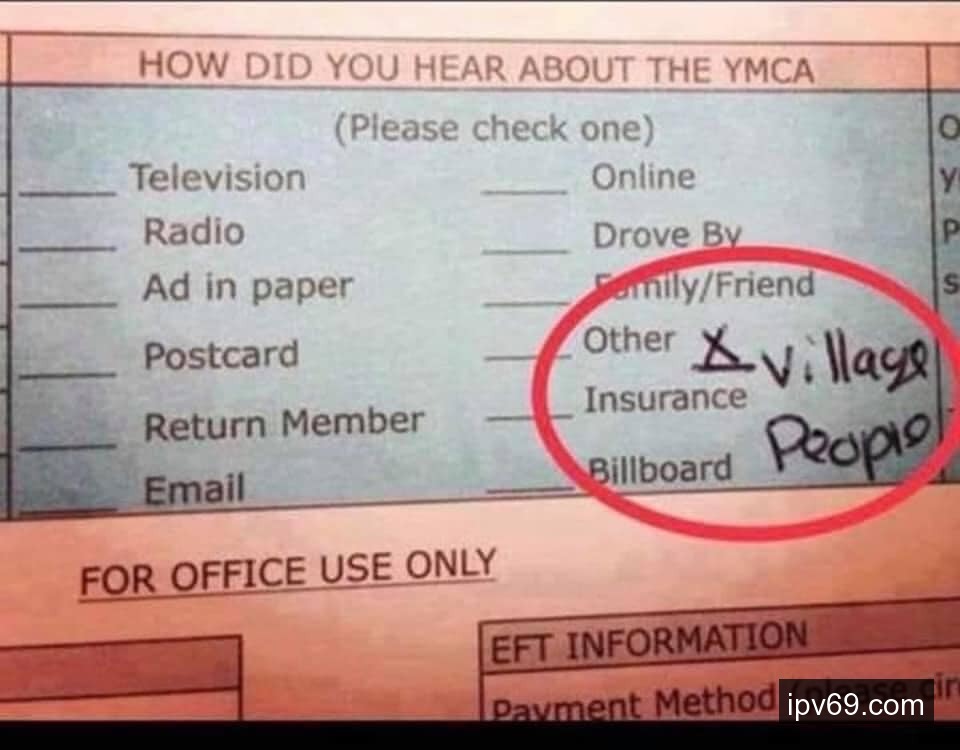 HOW DID YOU HEAR ABOUT THE YMCA
(Please check one)
Television
Online
Radio
Drove By
Ad in paper
Family/Friend
Postcard
Other X Village
People
Return Member
Insurance
Email
Billboard
FOR OFFICE USE ONLY
EFT INFORMATION
Payment Method
ipv69.com